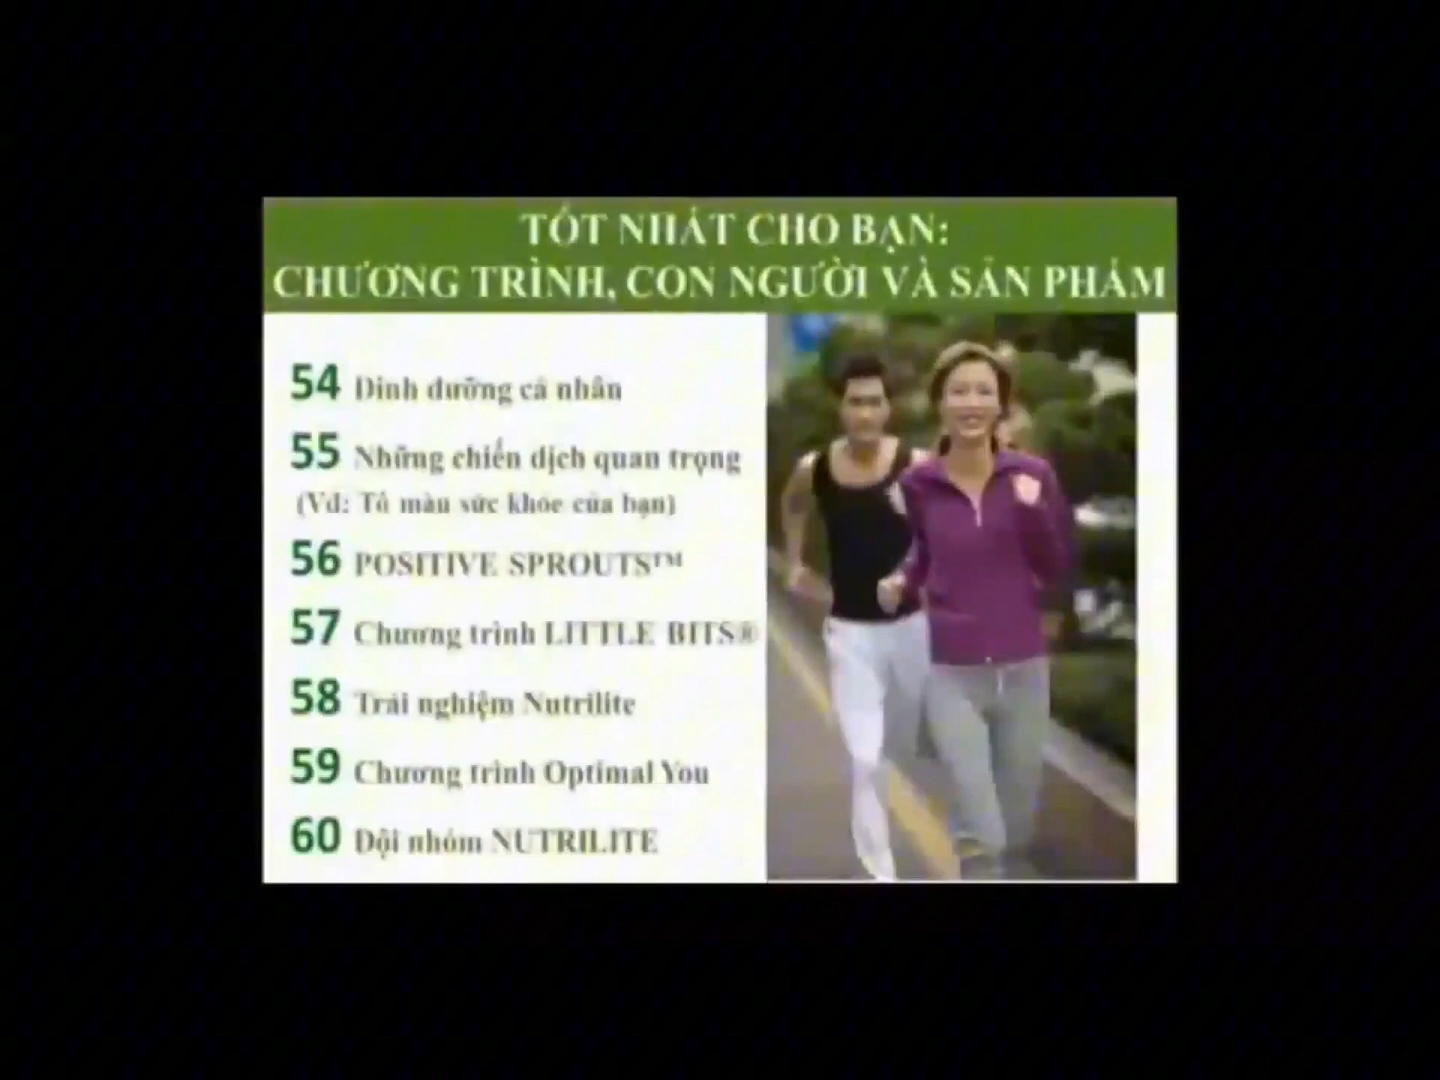 TỐT NHẤT CHO BẠN:
CHƯƠNG TRÌNH, CON NGƯỜI VÀ SẢN PHẨM
54 Dinh dưỡng cá nhân
55 Những chiến dịch quan trọng
(Vd: Tô màu sức khỏe của bạn)
56 POSITIVE SPROUTS™
57 Chương trình LITTLE BITS®
58 Trải nghiệm Nutrilite
59 Chương trình Optimal You
60 Đội nhóm NUTRILITE